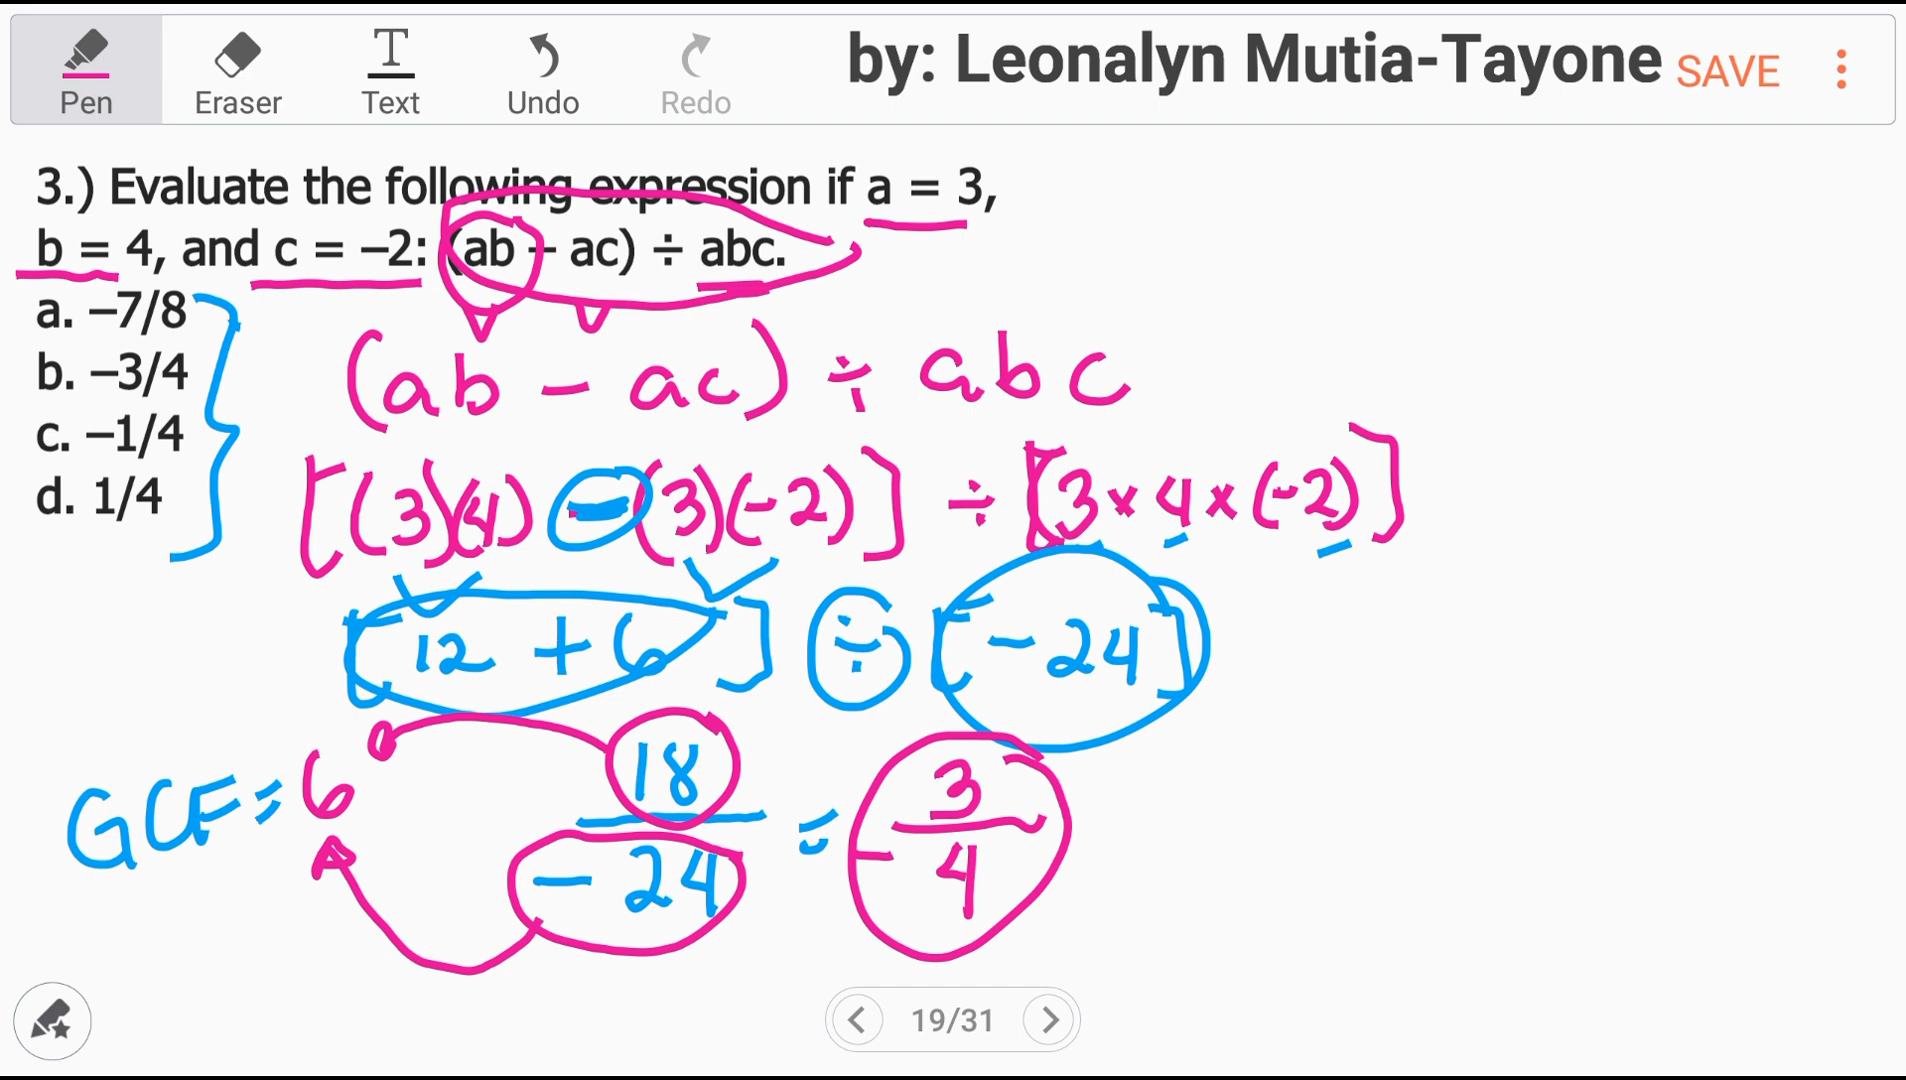 by: Leonalyn Mutia-Tayone SAVE
Pen Eraser Text Undo Redo
3.) Evaluate the following expression if a = 3,
b = 4, and c = –2: (ab – ac) ÷ abc.
a. –7/8
b. –3/4
c. –1/4
d. 1/4
(ab - ac) ÷ abc
[(3)(4) - (3)(-2)] ÷ [3 × 4 × (-2)]
[12 + 6] ÷ [-24]
GCF = 6 18/-24 = -3/4
19/31